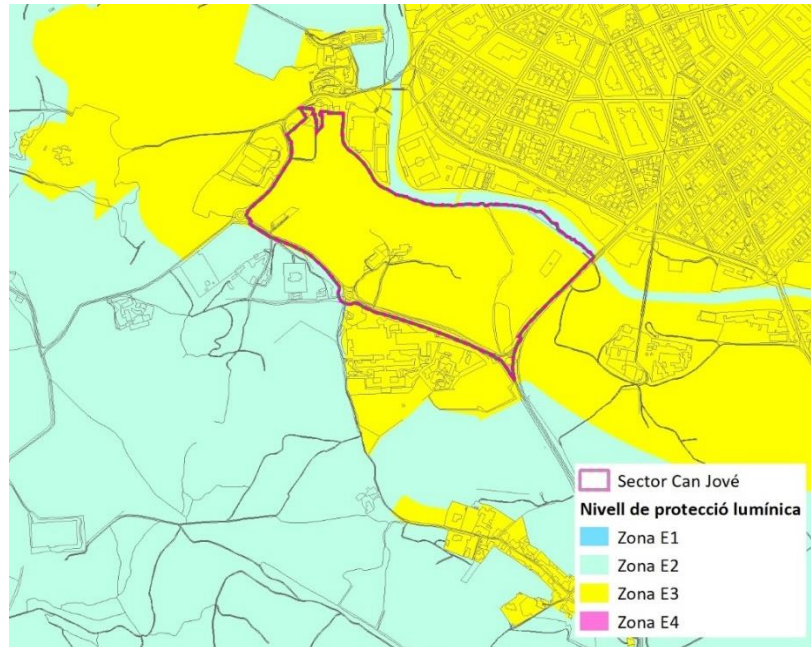 Sector Can Jové
Nivell de protecció lumínica
Zona E1
Zona E2
Zona E3
Zona E4